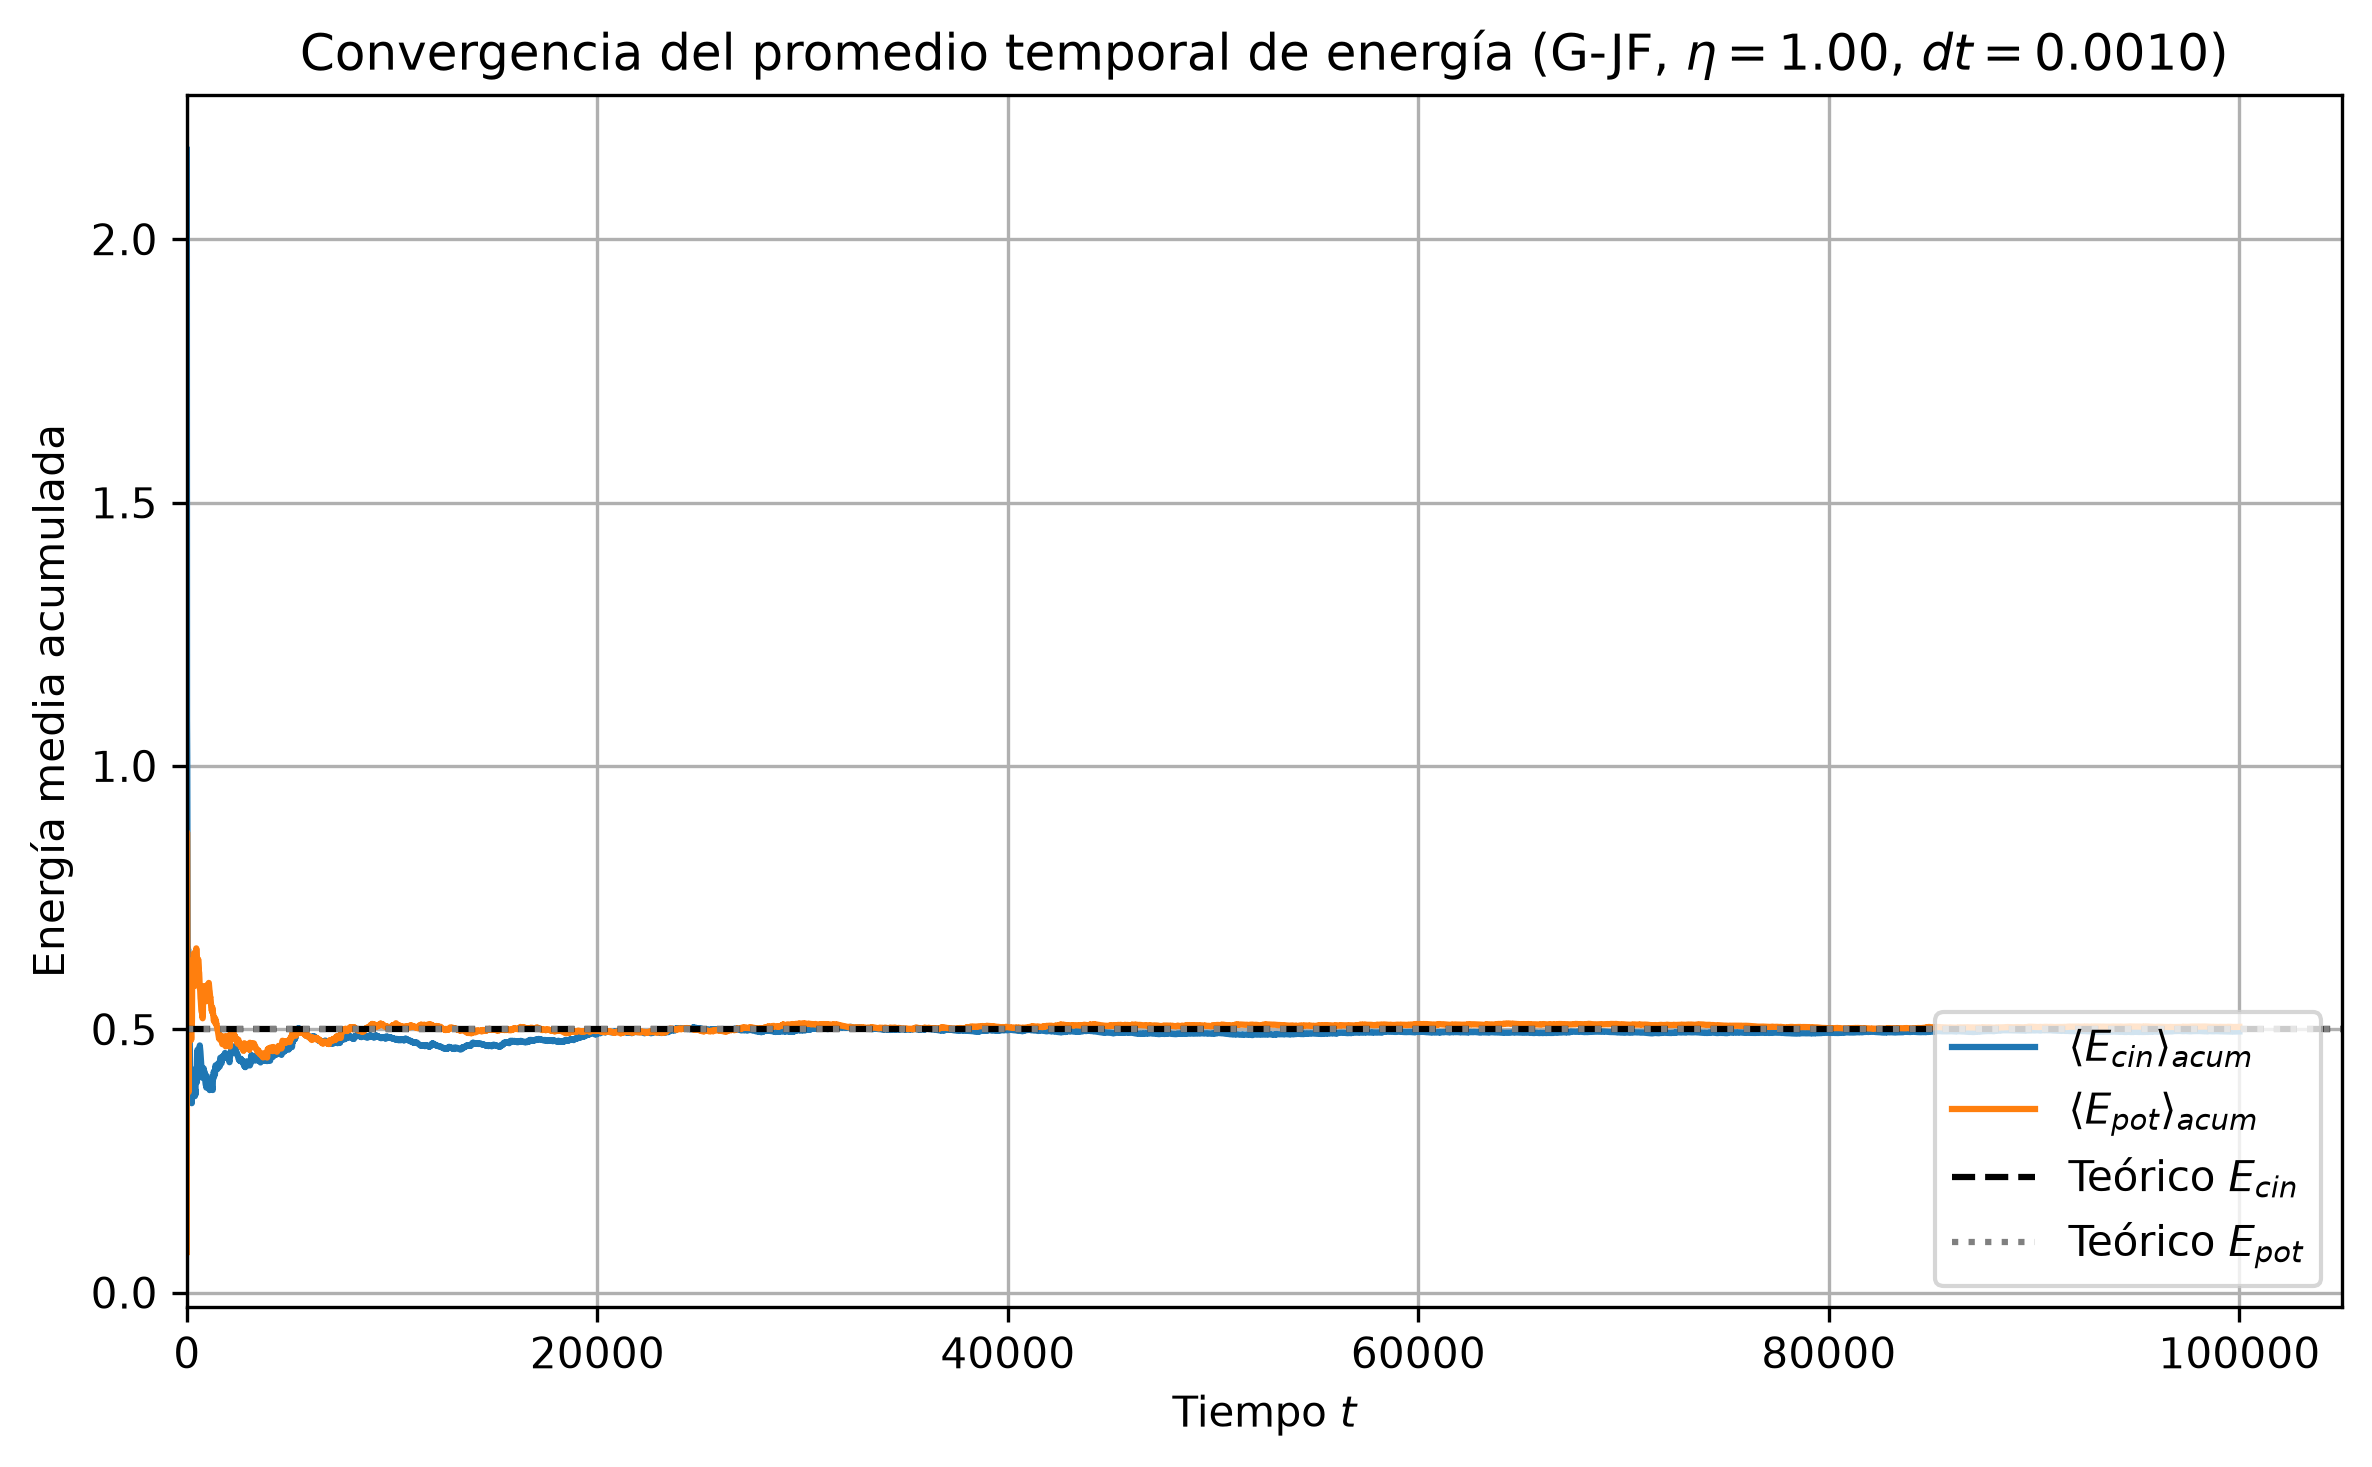 Convergencia del promedio temporal de energía (G-JF, η = 1.00, dt = 0.0010)
Energía media acumulada
2.0
1.5
1.0
0.5
0.0
⟨E_cin⟩_acum
⟨E_pot⟩_acum
Teórico E_cin
Teórico E_pot
0 20000 40000 60000 80000 100000
Tiempo t